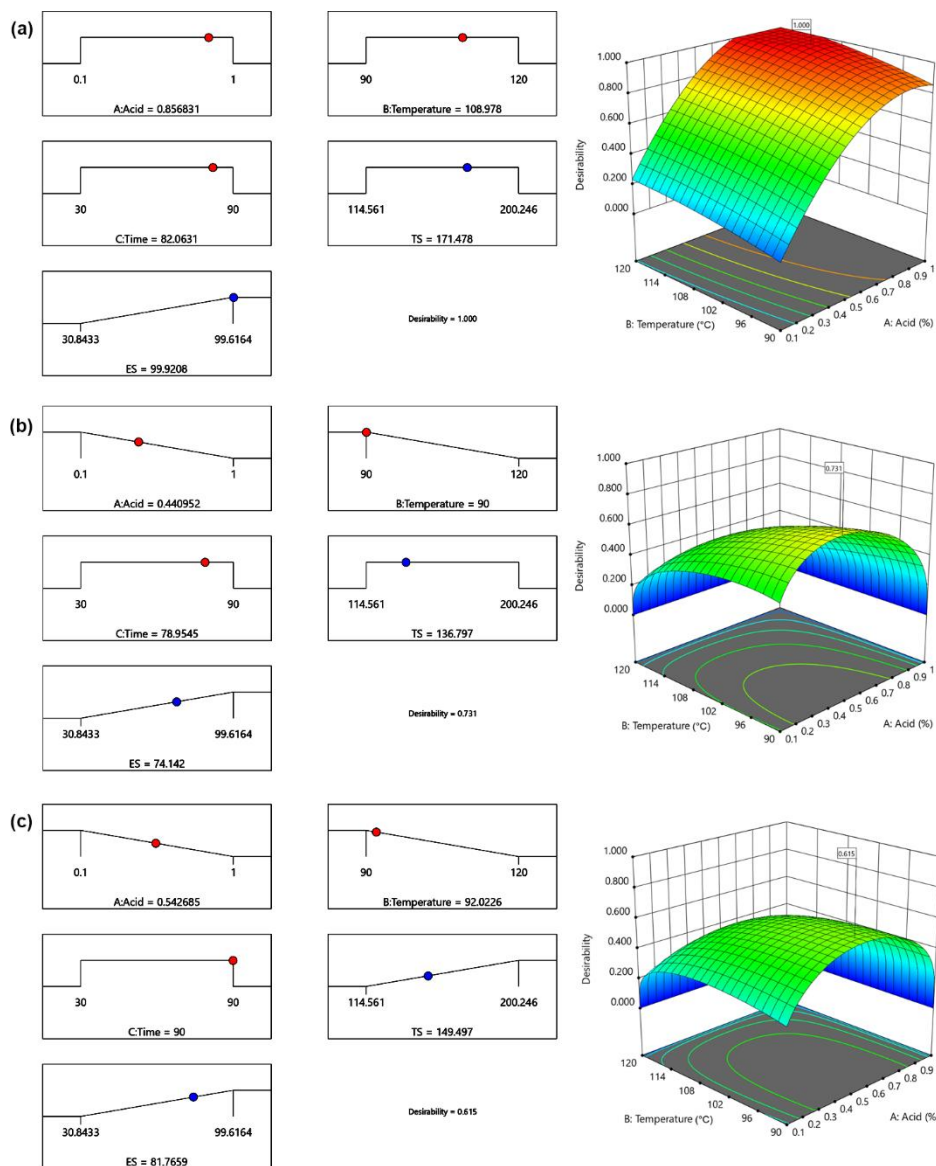 (a)
0.1 1
A:Acid = 0.856831
90 120
B:Temperature = 108.978
30 90
C:Time = 82.0631
114.561 200.246
TS = 171.478
30.8433 99.6164
ES = 99.9208
Desirability = 1.000
1.000
1.000
0.800
0.600
0.400
0.200
0.000
Desirability
120
114
108
102
96
90
B: Temperature (°C)
0.1
0.2
0.3
0.4
0.5
0.6
0.7
0.8
0.9
1
A: Acid (%)
(b)
0.1 1
A:Acid = 0.440952
90 120
B:Temperature = 90
30 90
C:Time = 78.9545
114.561 200.246
TS = 136.797
30.8433 99.6164
ES = 74.142
Desirability = 0.731
0.731
1.000
0.800
0.600
0.400
0.200
0.000
Desirability
120
114
108
102
96
90
B: Temperature (°C)
0.1
0.2
0.3
0.4
0.5
0.6
0.7
0.8
0.9
1
A: Acid (%)
(c)
0.1 1
A:Acid = 0.542685
90 120
B:Temperature = 92.0226
30 90
C:Time = 90
114.561 200.246
TS = 149.497
30.8433 99.6164
ES = 81.7659
Desirability = 0.615
0.615
1.000
0.800
0.600
0.400
0.200
0.000
Desirability
120
114
108
102
96
90
B: Temperature (°C)
0.1
0.2
0.3
0.4
0.5
0.6
0.7
0.8
0.9
1
A: Acid (%)